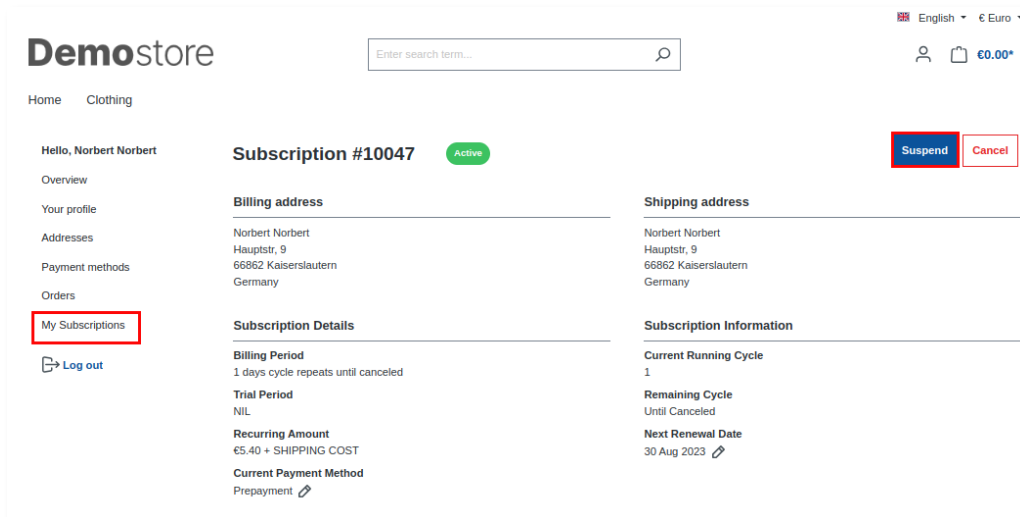 English € Euro
Demostore
Enter search term...
€0.00*
Home Clothing
Hello, Norbert Norbert
Overview
Your profile
Addresses
Payment methods
Orders
My Subscriptions
Log out
Subscription #10047 Active
Suspend Cancel
Billing address
Norbert Norbert
Hauptstr, 9
66862 Kaiserslautern
Germany
Shipping address
Norbert Norbert
Hauptstr, 9
66862 Kaiserslautern
Germany
Subscription Details
Billing Period
1 days cycle repeats until canceled
Trial Period
NIL
Recurring Amount
€5.40 + SHIPPING COST
Current Payment Method
Prepayment
Subscription Information
Current Running Cycle
1
Remaining Cycle
Until Canceled
Next Renewal Date
30 Aug 2023